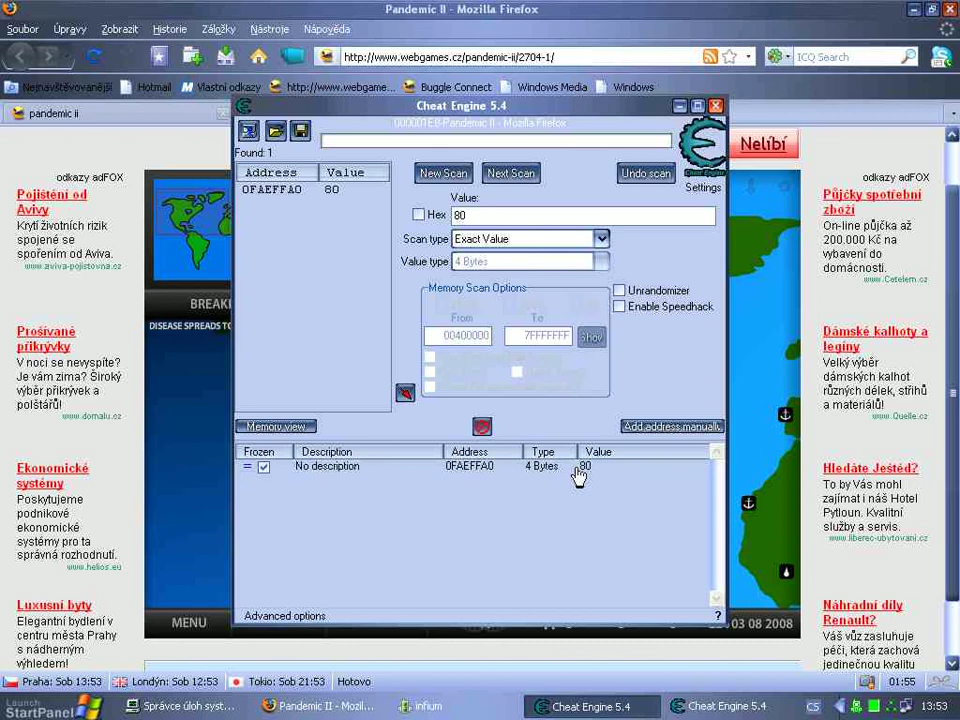 Pandemic II - Mozilla Firefox
Soubor Úpravy Zobrazit Historie Záložky Nástroje Nápověda
http://www.webgames.cz/pandemic-ii/2704-1/
ICQ Search
Nejnavštěvovanější Hotmail Vlastní odkazy http://www.webgame... Buggle Connect Windows Media Windows
pandemic ii
Cheat Engine 5.4
000001E8-Pandemic II - Mozilla Firefox
Found: 1
Address Value
0FAEFFA0 80
New Scan Next Scan Undo scan
Settings
Value:
Hex 80
Scan type Exact Value
Value type 4 Bytes
Memory Scan Options
From To
00400000 7FFFFFFF
Unrandomizer
Enable Speedhack
Memory view
Add address manually
Frozen Description Address Type Value
No description 0FAEFFA0 4 Bytes 80
Advanced options ?
Nelíbí
odkazy adFOX
Pojištění od
Avivy
Krytí životních rizik
spojené se
spořením od Aviva.
www.aviva-pojistovna.cz
Prošívané
přikrývky
V noci se nevyspíte?
Je vám zima? Široký
výběr přikrývek a
polštářů!
www.domalu.cz
Ekonomické
systémy
Poskytujeme
podnikové
ekonomické
systémy pro ta
správná rozhodnutí.
www.helios.eu
Luxusní byty
Elegantní bydlení v
centru města Prahy
s nádherným
výhledem!
BREAKI
DISEASE SPREADS TO
MENU
03 08 2008
odkazy adFOX
Půjčky spotřební
zboží
On-line půjčka až
200.000 Kč na
vybavení do
domácnosti.
www.Cetelem.cz
Dámské kalhoty a
legíny
Velký výběr
dámských kalhot
různých délek, střihů
a materiálů!
www.Quelle.cz
Hledáte Ještěd?
To by Vás mohl
zajímat i náš Hotel
Pytloun. Kvalitní
služby a servis.
www.liberec-ubytovani.cz
Náhradní díly
Renault?
Váš vůz zasluhuje
péči, která zachová
jedinečnou kvalitu
Praha: Sob 13:53 Londýn: Sob 12:53 Tokio: Sob 21:53 Hotovo 01:55
Launch
StartPanel
Správce úloh syst... Pandemic II - Mozil... infium Cheat Engine 5.4 Cheat Engine 5.4 CS 13:53